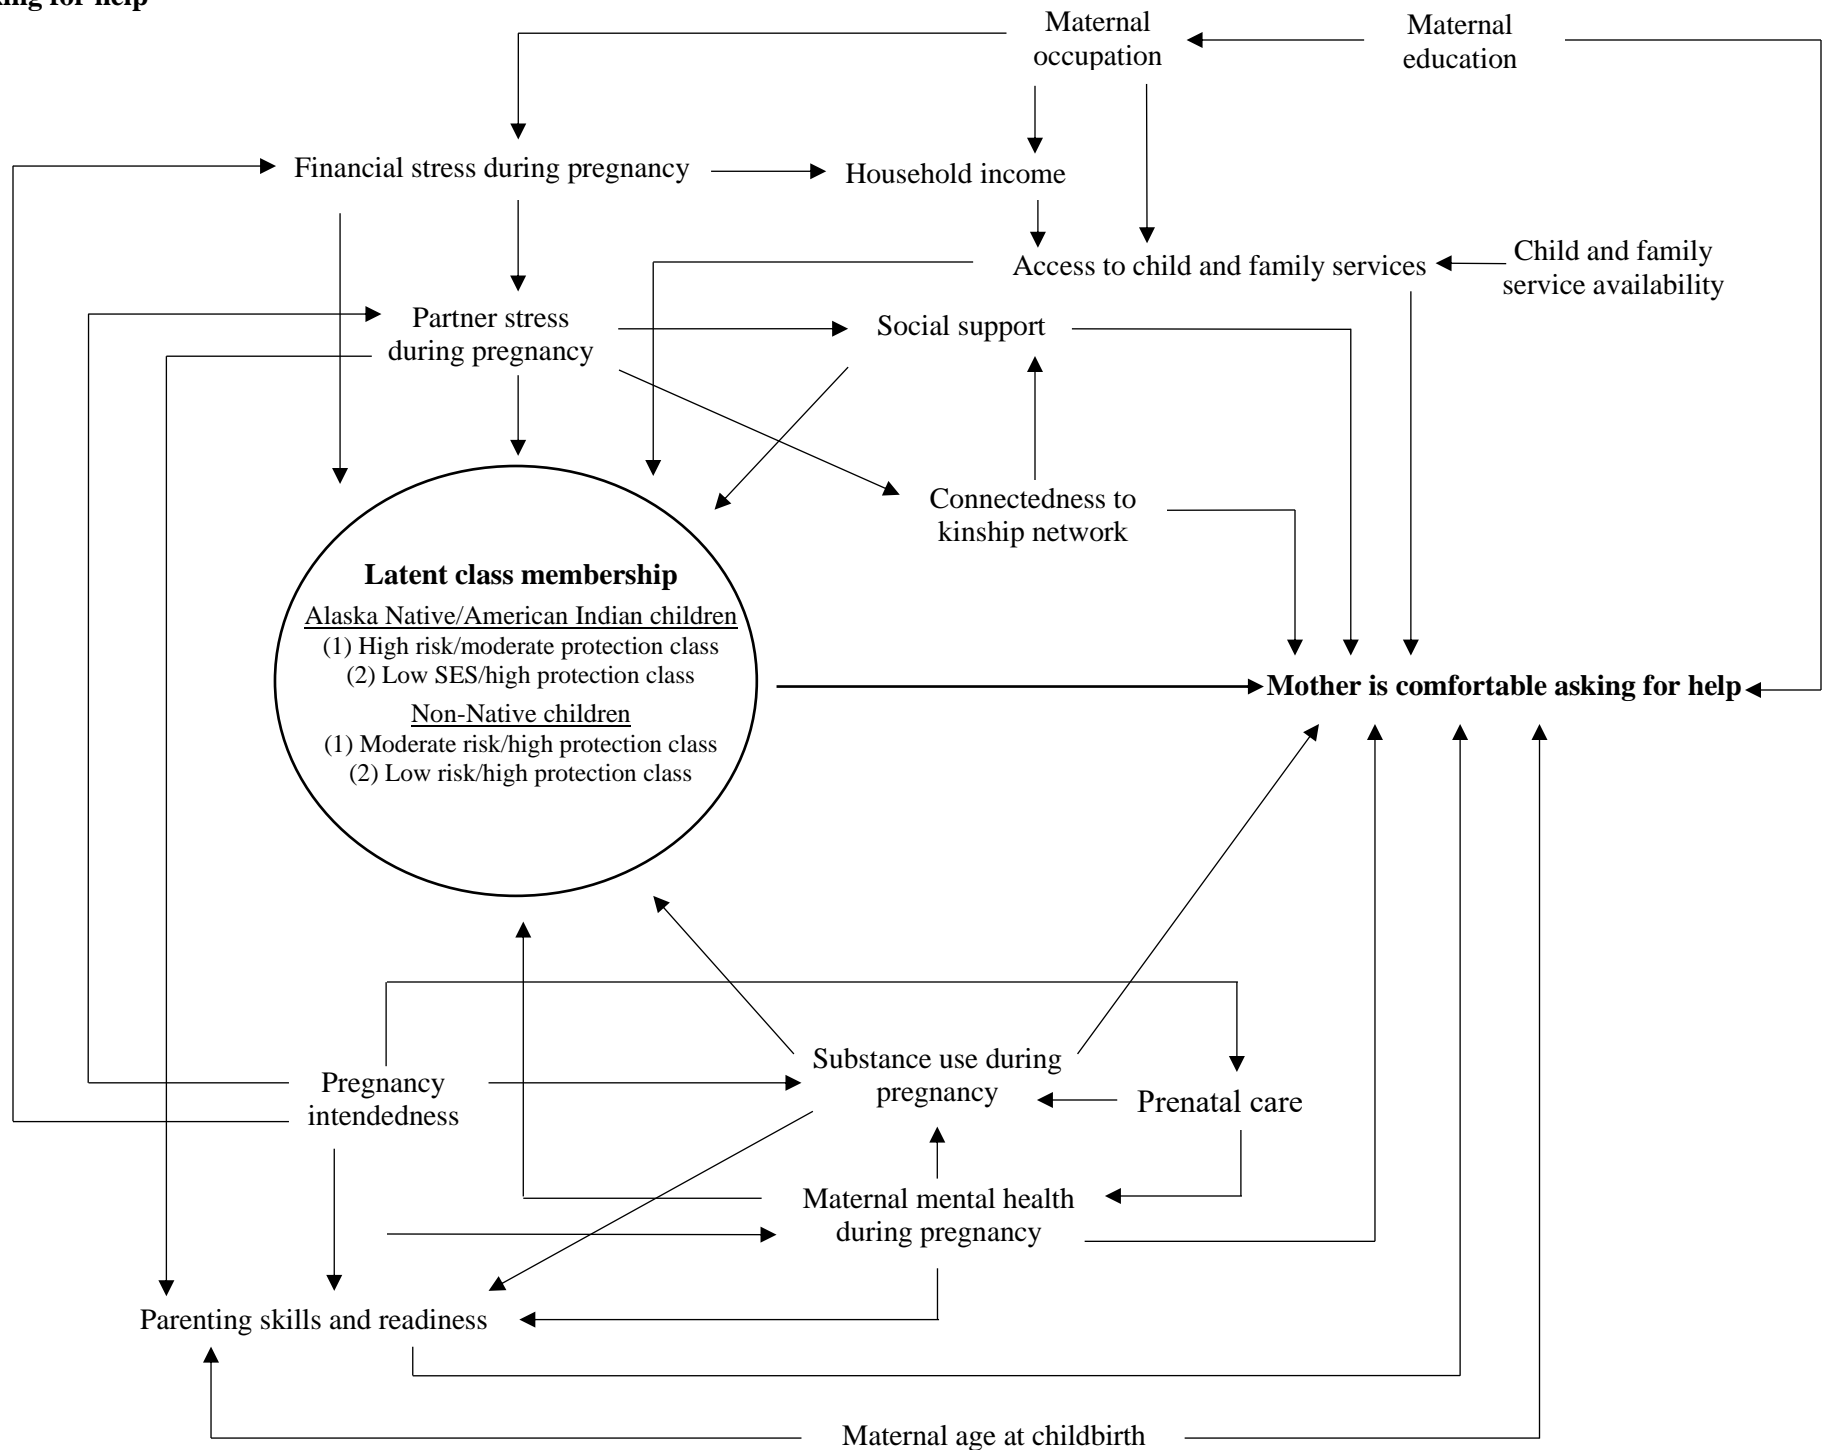 king for help
Maternal
occupation
Maternal
education
Financial stress during pregnancy
Household income
Access to child and family services
Child and family
service availability
Partner stress
during pregnancy
Social support
Connectedness to
kinship network
Latent class membership
Alaska Native/American Indian children
(1) High risk/moderate protection class
(2) Low SES/high protection class
Non-Native children
(1) Moderate risk/high protection class
(2) Low risk/high protection class
Mother is comfortable asking for help
Substance use during
pregnancy
Pregnancy
intendedness
Prenatal care
Maternal mental health
during pregnancy
Parenting skills and readiness
Maternal age at childbirth